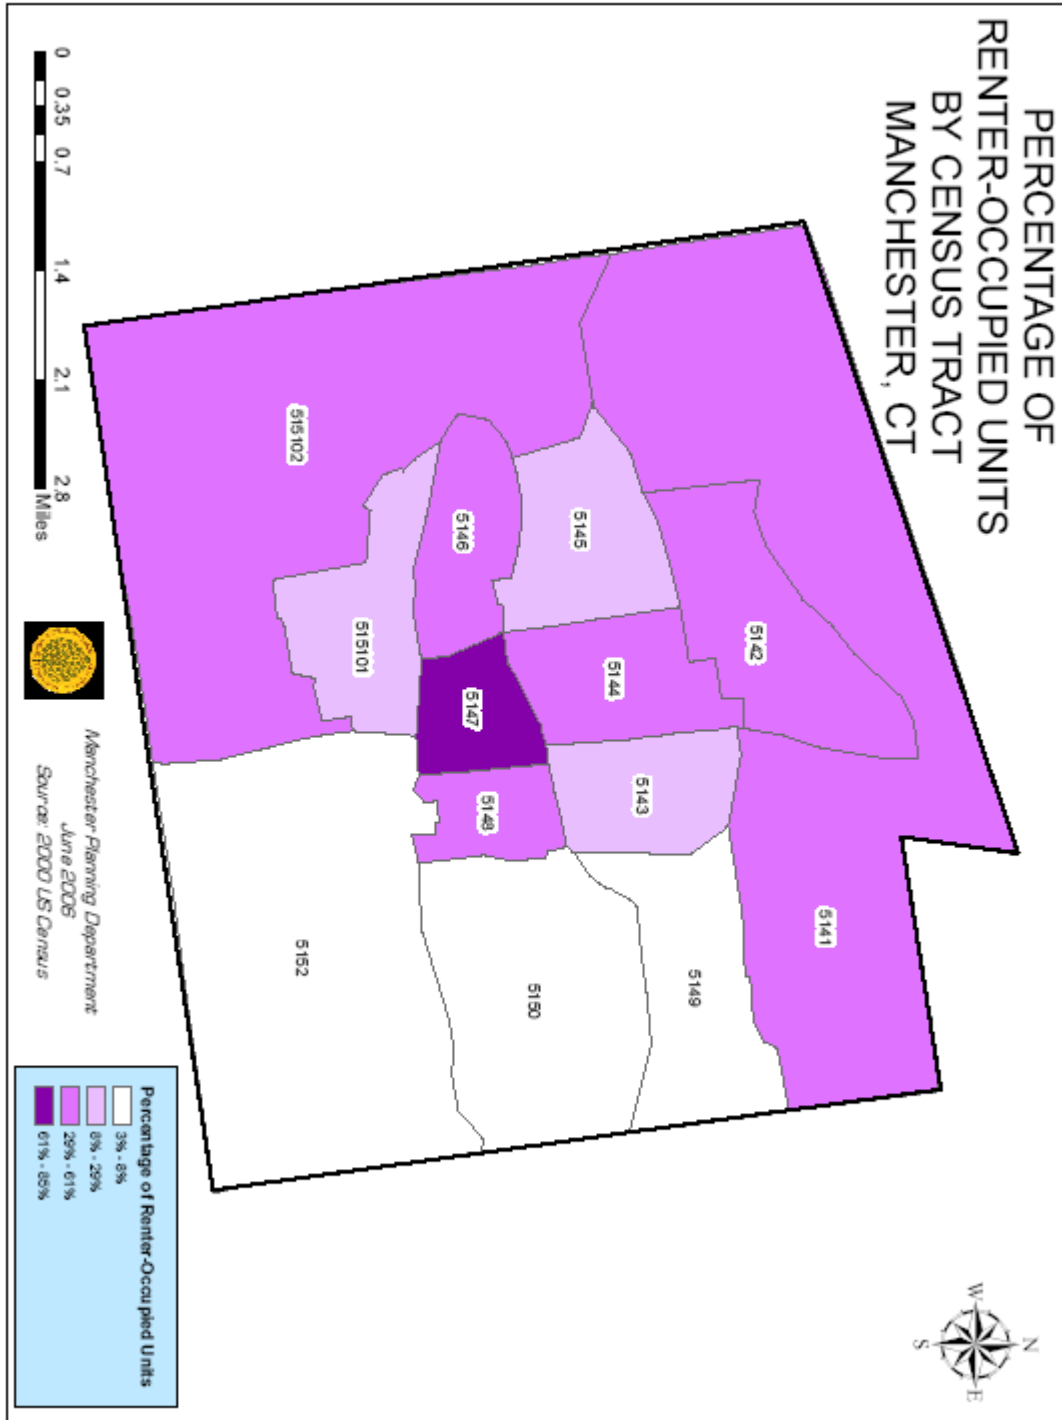 PERCENTAGE OF
RENTER-OCCUPIED UNITS
BY CENSUS TRACT
MANCHESTER, CT
N
W
E
S
5141
5142
5149
5143
5144
5145
5150
5148
5147
5146
515101
515102
5152
Percentage of Renter-Occupied Units
3% - 8%
8% - 29%
29% - 61%
61% - 85%
Manchester Planning Department
June 2006
Source: 2000 US Census
0 0.35 0.7 1.4 2.1 2.8
Miles